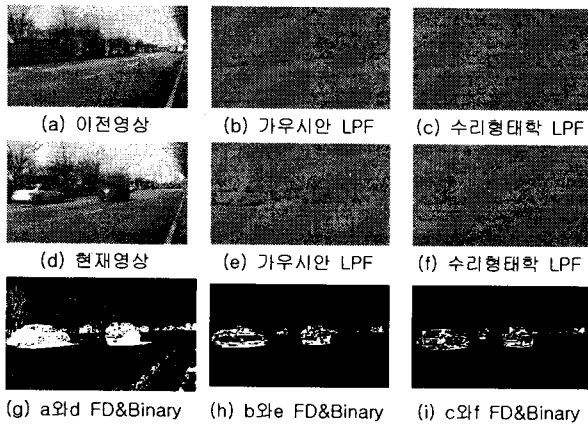 (a) 이전영상 (b) 가우시안 LPF (c) 수리형태학 LPF
(d) 현재영상 (e) 가우시안 LPF (f) 수리형태학 LPF
(g) a와d FD&Binary (h) b와e FD&Binary (i) c와f FD&Binary